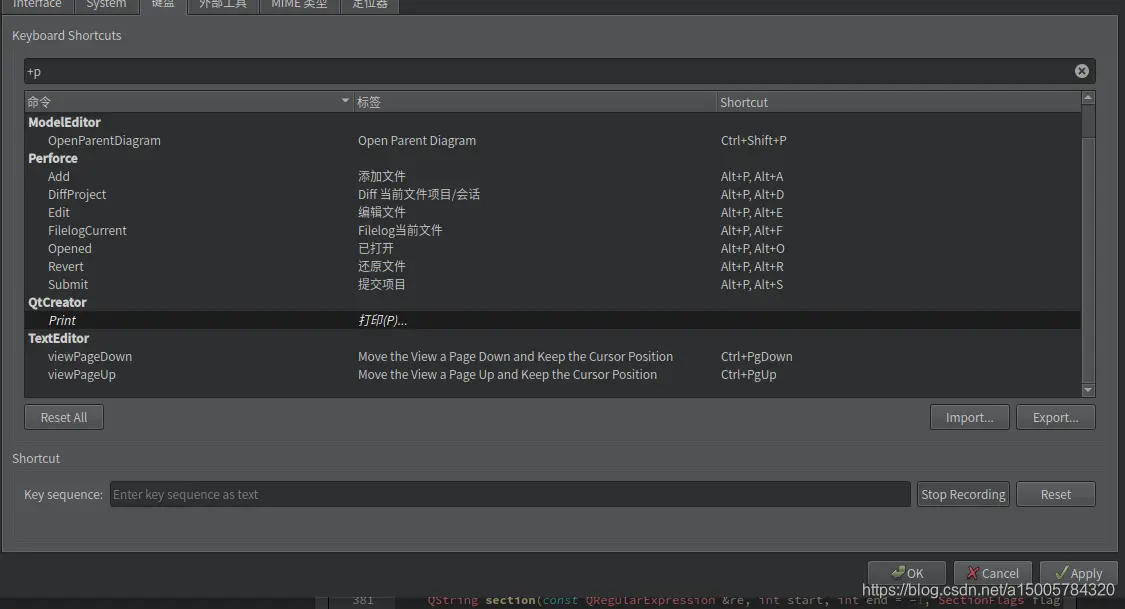 Interface System 键盘 外部工具 MIME 类型 定位器
Keyboard Shortcuts
+p
命令 标签 Shortcut
ModelEditor
OpenParentDiagram Open Parent Diagram Ctrl+Shift+P
Perforce
Add 添加文件 Alt+P, Alt+A
DiffProject Diff 当前文件项目/会话 Alt+P, Alt+D
Edit 编辑文件 Alt+P, Alt+E
FilelogCurrent Filelog当前文件 Alt+P, Alt+F
Opened 已打开 Alt+P, Alt+O
Revert 还原文件 Alt+P, Alt+R
Submit 提交项目 Alt+P, Alt+S
QtCreator
Print 打印(P)...
TextEditor
viewPageDown Move the View a Page Down and Keep the Cursor Position Ctrl+PgDown
viewPageUp Move the View a Page Up and Keep the Cursor Position Ctrl+PgUp
Reset All Import... Export...
Shortcut
Key sequence: Enter key sequence as text Stop Recording Reset
OK Cancel Apply
https://blog.csdn.net/a15005784320
381 QString section(const QRegularExpression &re, int start, int end = -1, SectionFlags flag